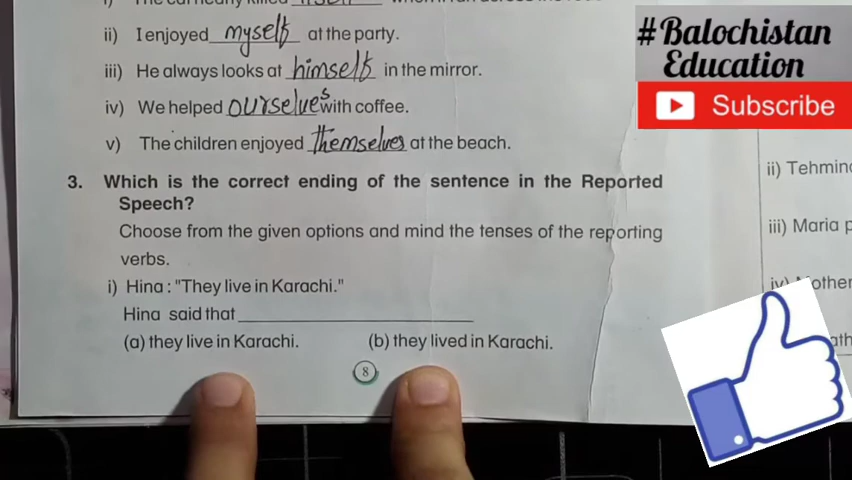 ii) I enjoyed myself at the party.
iii) He always looks at himself in the mirror.
iv) We helped ourselves with coffee.
v) The children enjoyed themselves at the beach.
3. Which is the correct ending of the sentence in the Reported
Speech?
Choose from the given options and mind the tenses of the reporting
verbs.
i) Hina : "They live in Karachi."
Hina said that
(a) they live in Karachi. (b) they lived in Karachi.
8
#Balochistan
Education
Subscribe
ii) Tehmin
iii) Maria p
iv) Mother